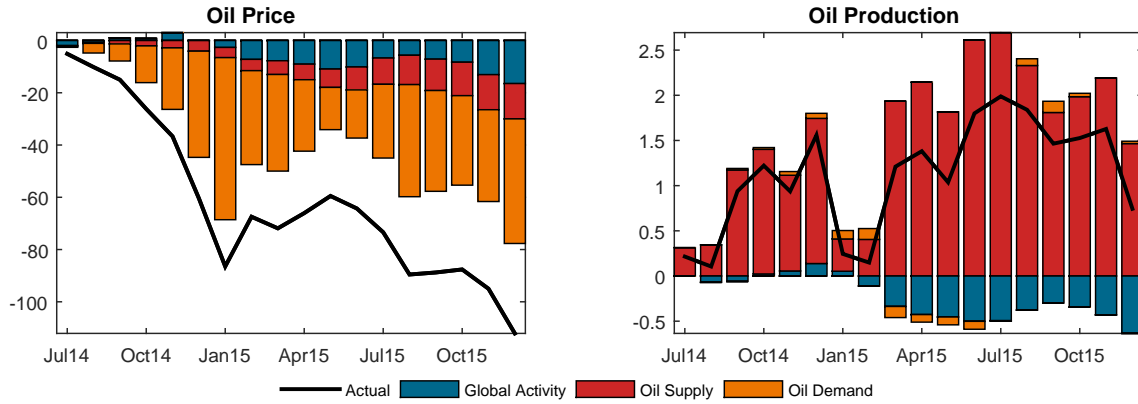 Oil Price
0
-20
-40
-60
-80
-100
Jul14 Oct14 Jan15 Apr15 Jul15 Oct15
Oil Production
2.5
2
1.5
1
0.5
0
-0.5
Jul14 Oct14 Jan15 Apr15 Jul15 Oct15
Actual Global Activity Oil Supply Oil Demand